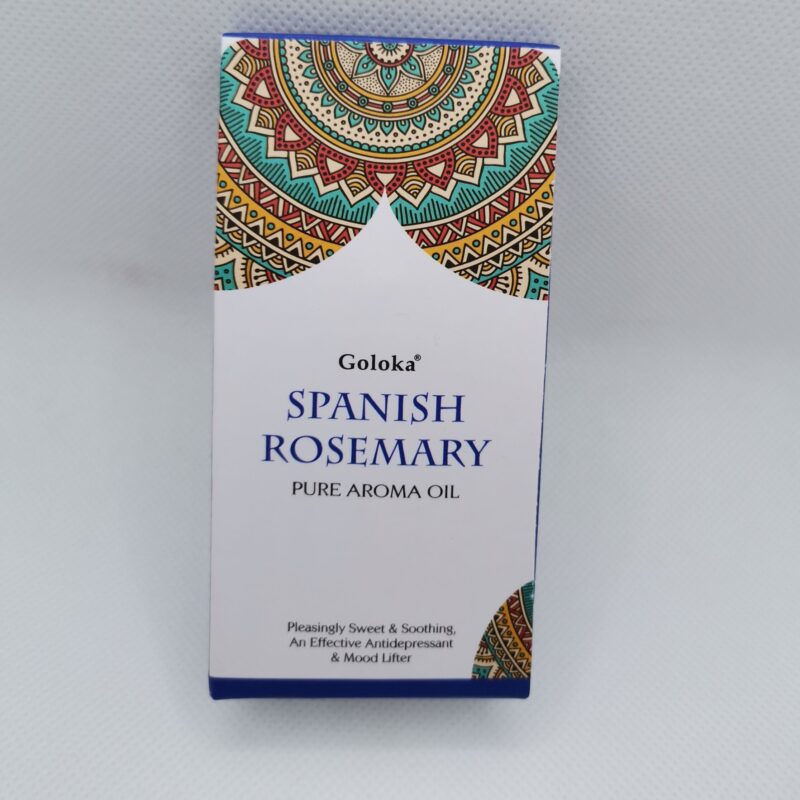 Goloka®
SPANISH
ROSEMARY
PURE AROMA OIL
Pleasingly Sweet & Soothing,
An Effective Antidepressant
& Mood Lifter